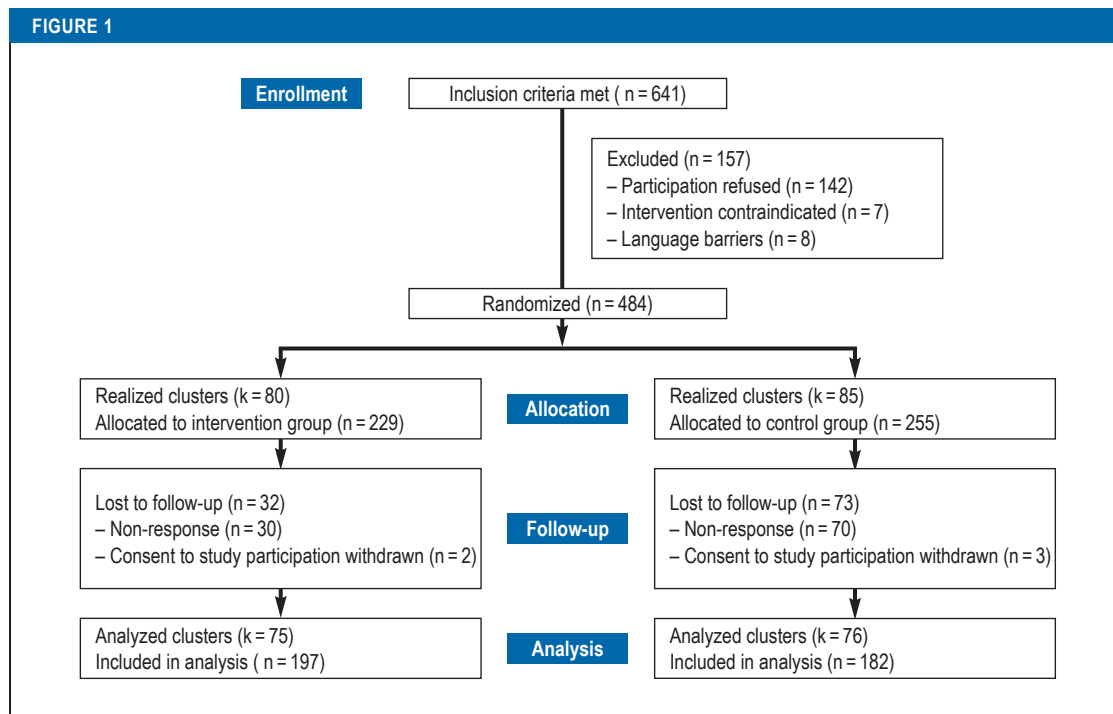 FIGURE 1
Enrollment
Inclusion criteria met ( n = 641)
Excluded (n = 157)
– Participation refused (n = 142)
– Intervention contraindicated (n = 7)
– Language barriers (n = 8)
Randomized (n = 484)
Realized clusters (k = 80)
Allocated to intervention group (n = 229)
Allocation
Realized clusters (k = 85)
Allocated to control group (n = 255)
Lost to follow-up (n = 32)
– Non-response (n = 30)
– Consent to study participation withdrawn (n = 2)
Follow-up
Lost to follow-up (n = 73)
– Non-response (n = 70)
– Consent to study participation withdrawn (n = 3)
Analyzed clusters (k = 75)
Included in analysis ( n = 197)
Analysis
Analyzed clusters (k = 76)
Included in analysis (n = 182)